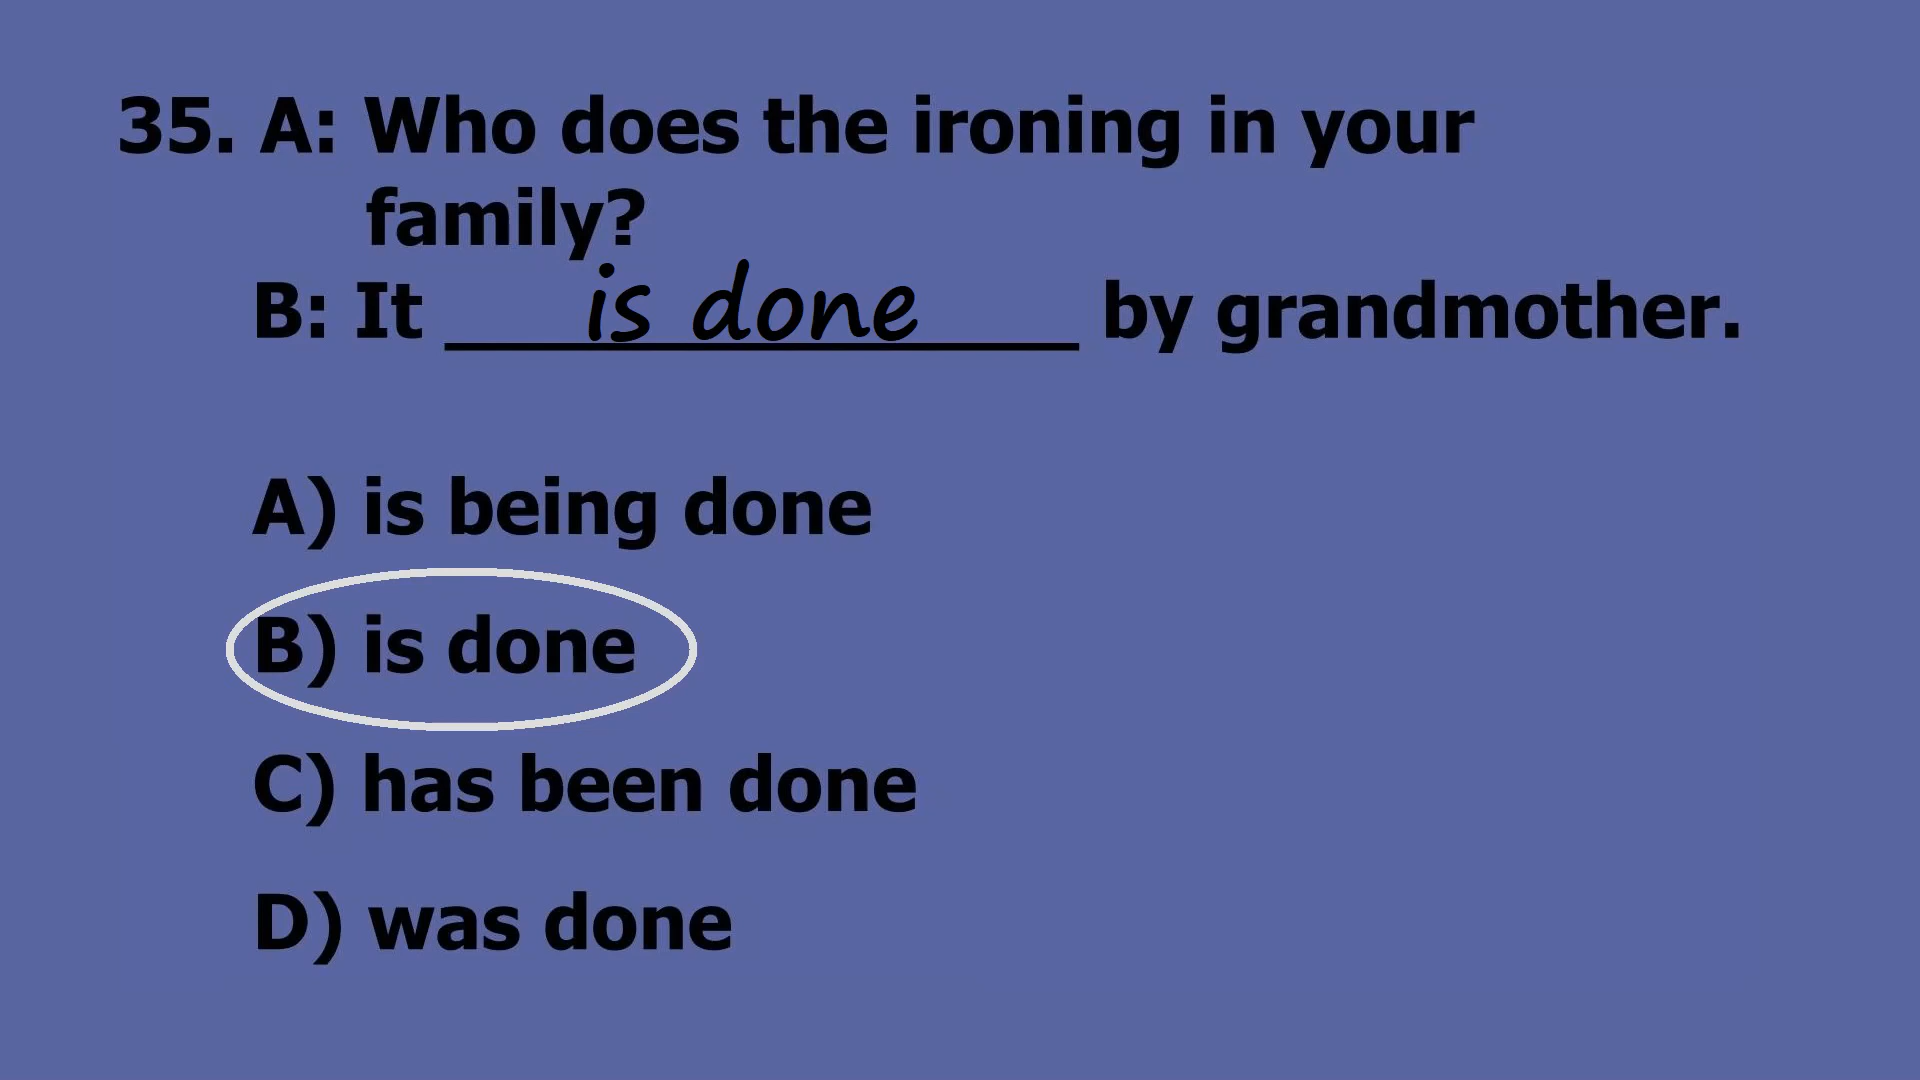 35. A: Who does the ironing in your
family?
B: It is done by grandmother.
A) is being done
B) is done
C) has been done
D) was done